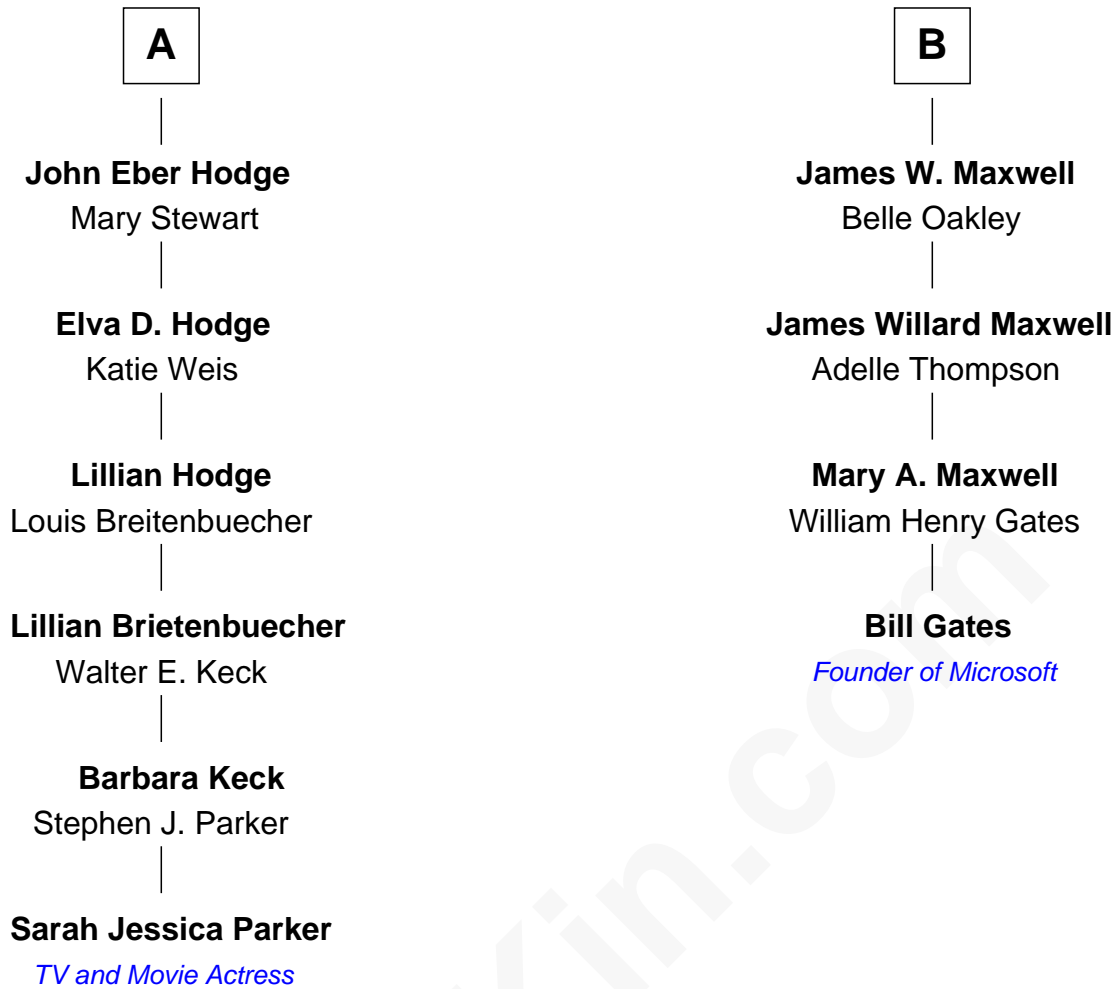 A
John Eber Hodge
Mary Stewart
Elva D. Hodge
Katie Weis
Lillian Hodge
Louis Breitenbuecher
Lillian Brietenbuecher
Walter E. Keck
Barbara Keck
Stephen J. Parker
Sarah Jessica Parker
TV and Movie Actress
B
James W. Maxwell
Belle Oakley
James Willard Maxwell
Adelle Thompson
Mary A. Maxwell
William Henry Gates
Bill Gates
Founder of Microsoft
Kin.com